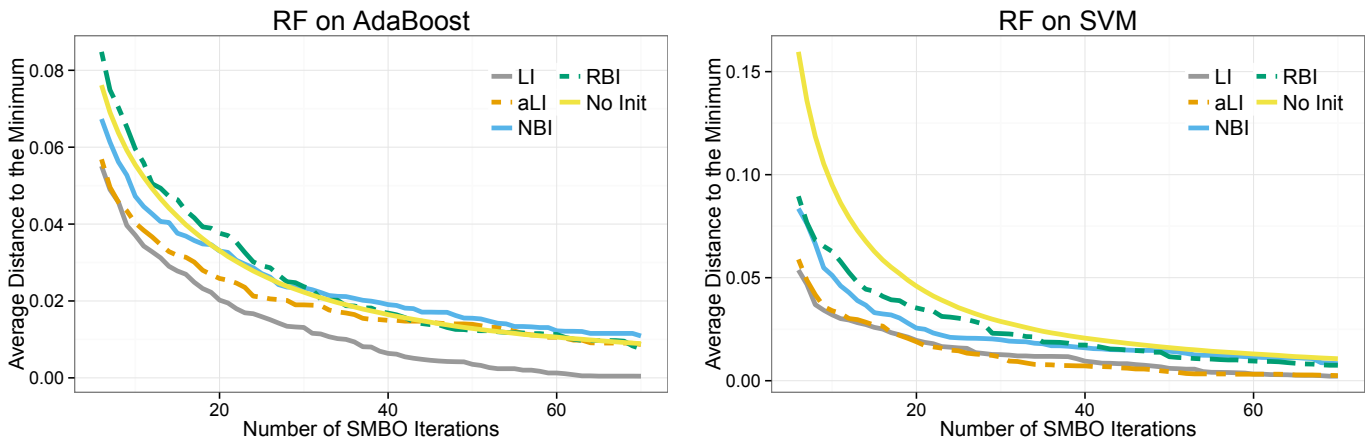 RF on AdaBoost
Average Distance to the Minimum
0.08
0.06
0.04
0.02
0.00
LI
aLI
NBI
RBI
No Init
20
40
60
Number of SMBO Iterations
RF on SVM
Average Distance to the Minimum
0.15
0.10
0.05
0.00
LI
aLI
NBI
RBI
No Init
20
40
60
Number of SMBO Iterations